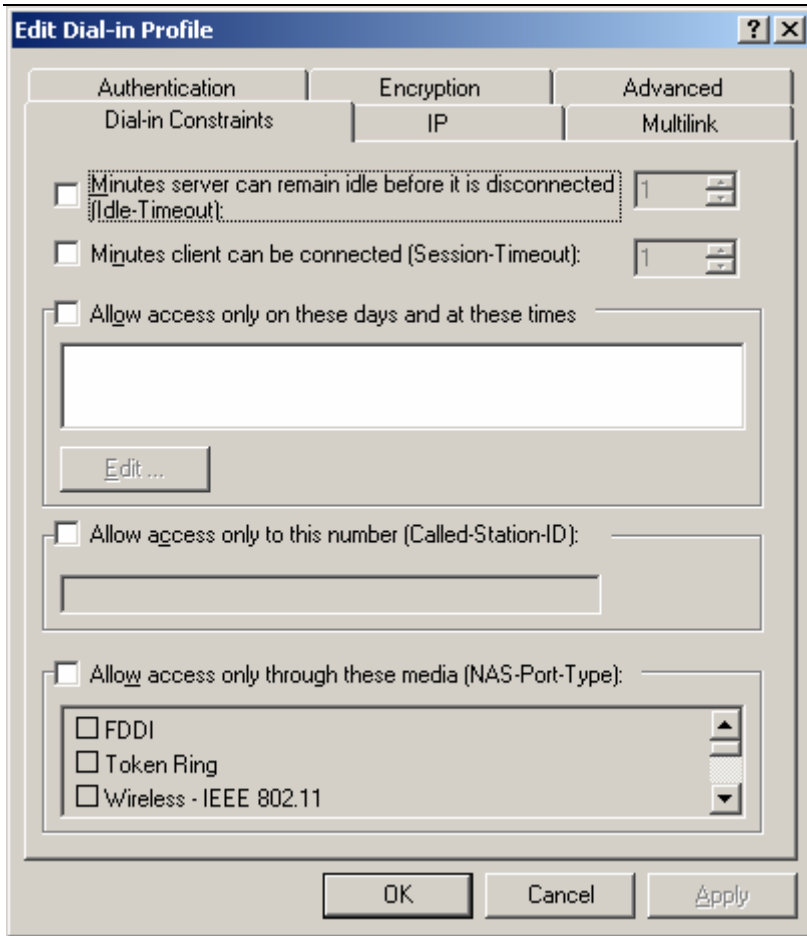 Edit Dial-in Profile
Authentication Encryption Advanced
Dial-in Constraints IP Multilink
Minutes server can remain idle before it is disconnected
(Idle-Timeout):
1
Minutes client can be connected (Session-Timeout):
1
Allow access only on these days and at these times
Edit ...
Allow access only to this number (Called-Station-ID):
Allow access only through these media (NAS-Port-Type):
FDDI
Token Ring
Wireless - IEEE 802.11
OK Cancel Apply